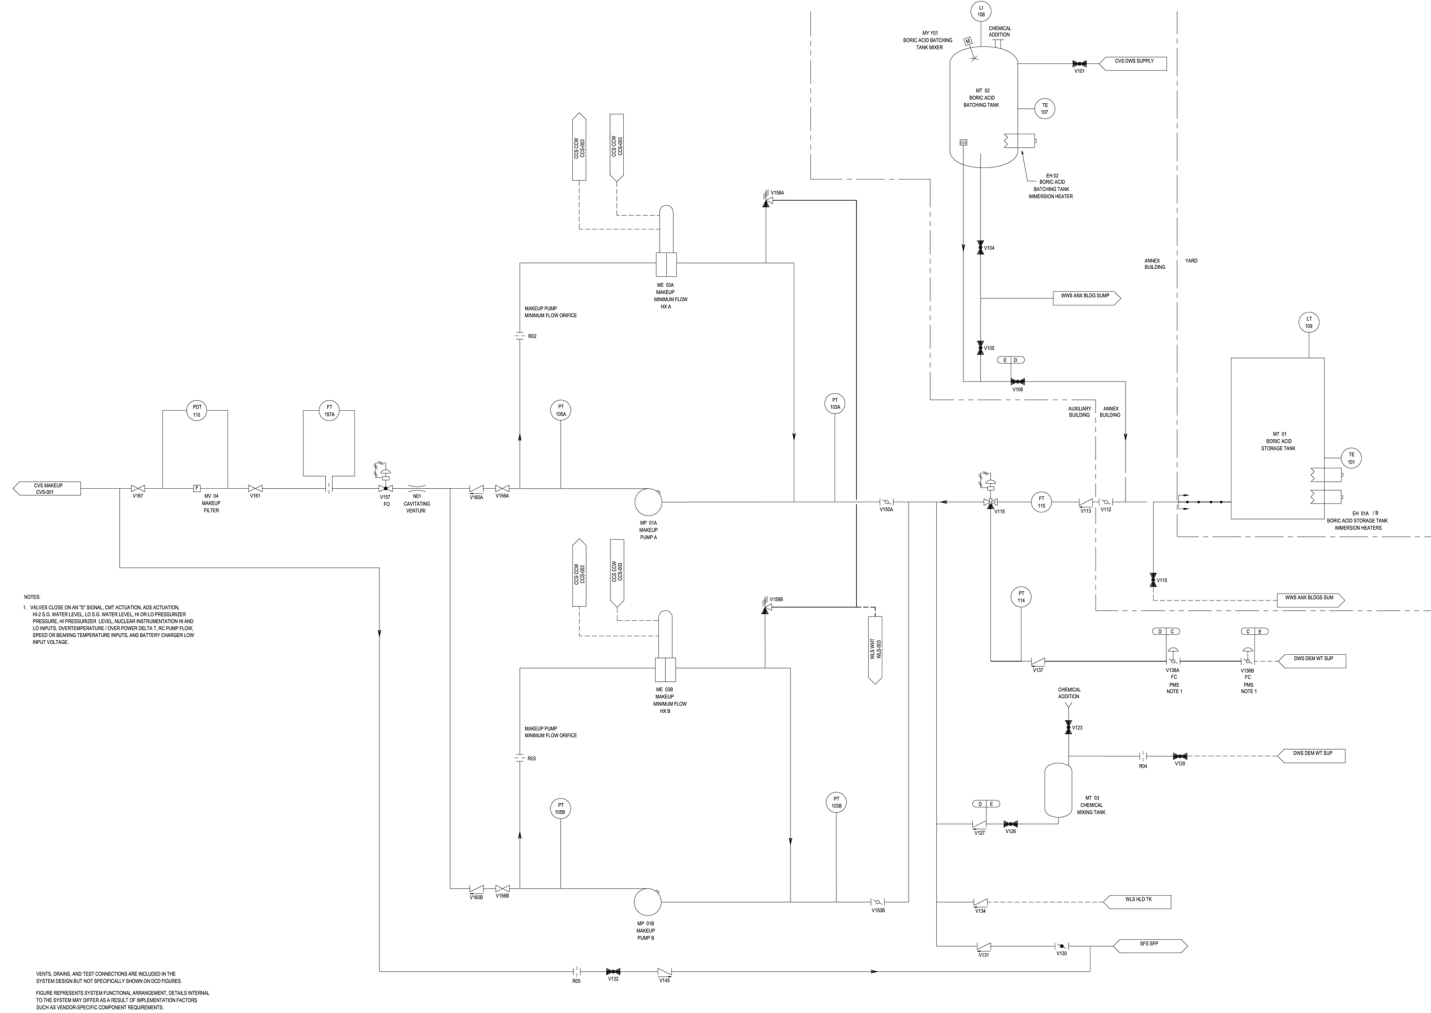 LI
108
CHEMICAL
ADDITION
MY Y01
BORIC ACID BATCHING
TANK MIXER
M
V101
CVS DWS SUPPLY
MT 02
BORIC ACID
BATCHING TANK
TE
107
EH 02
BORIC ACID
BATCHING TANK
IMMERSION HEATER
CCS CCW
CCS-003
CCS CCW
CCS-003
V158A
V104
ANNEX
BUILDING
YARD
ME 03A
MAKEUP
MINIMUM FLOW
HX A
WWS ANX BLDG SUMP
MAKEUP PUMP
MINIMUM FLOW ORIFICE
R02
V105
E D
V108
LT
109
PDT
110
FT
157A
PT
105A
PT
103A
AUXILIARY
BUILDING
ANNEX
BUILDING
MT 01
BORIC ACID
STORAGE TANK
TE
101
CVS MAKEUP
CVS-001
V167
F
MV 04
MAKEUP
FILTER
V161
V157
FO
N01
CAVITATING
VENTURI
V160A
V156A
MP 01A
MAKEUP
PUMP A
V150A
V115
FT
115
V113
V112
EH 01A / B
BORIC ACID STORAGE TANK
IMMERSION HEATERS
CCS CCW
CCS-003
CCS CCW
CCS-003
V110
WWS ANX BLDGS SUM
NOTES:
1. VALVES CLOSE ON AN "S" SIGNAL, CMT ACTUATION, ADS ACTUATION,
HI-2 S.G. WATER LEVEL, LO S.G. WATER LEVEL, HI OR LO PRESSURIZER
PRESSURE, HI PRESSURIZER LEVEL, NUCLEAR INSTRUMENTATION HI AND
LO INPUTS, OVERTEMPERATURE / OVER POWER DELTA T, RC PUMP FLOW,
SPEED OR BEARING TEMPERATURE INPUTS, AND BATTERY CHARGER LOW
INPUT VOLTAGE.
V158B
PT
114
WLS WHT
WLS-003
D C
C E
V137
V136A
FC
PMS
NOTE 1
V136B
FC
PMS
NOTE 1
DWS DEM WT SUP
ME 03B
MAKEUP
MINIMUM FLOW
HX B
CHEMICAL
ADDITION
V123
MAKEUP PUMP
MINIMUM FLOW ORIFICE
R03
R04
V120
DWS DEM WT SUP
PT
105B
PT
103B
D E
V127
V126
MT 03
CHEMICAL
MIXING TANK
V160B
V156B
MP 01B
MAKEUP
PUMP B
V150B
V134
WLS HLD TK
V131
V130
SFS SFP
R05
V132
V145
VENTS, DRAINS, AND TEST CONNECTIONS ARE INCLUDED IN THE
SYSTEM DESIGN BUT NOT SPECIFICALLY SHOWN ON DCD FIGURES.
FIGURE REPRESENTS SYSTEM FUNCTIONAL ARRANGEMENT, DETAILS INTERNAL
TO THE SYSTEM MAY DIFFER AS A RESULT OF IMPLEMENTATION FACTORS
SUCH AS VENDOR-SPECIFIC COMPONENT REQUIREMENTS.